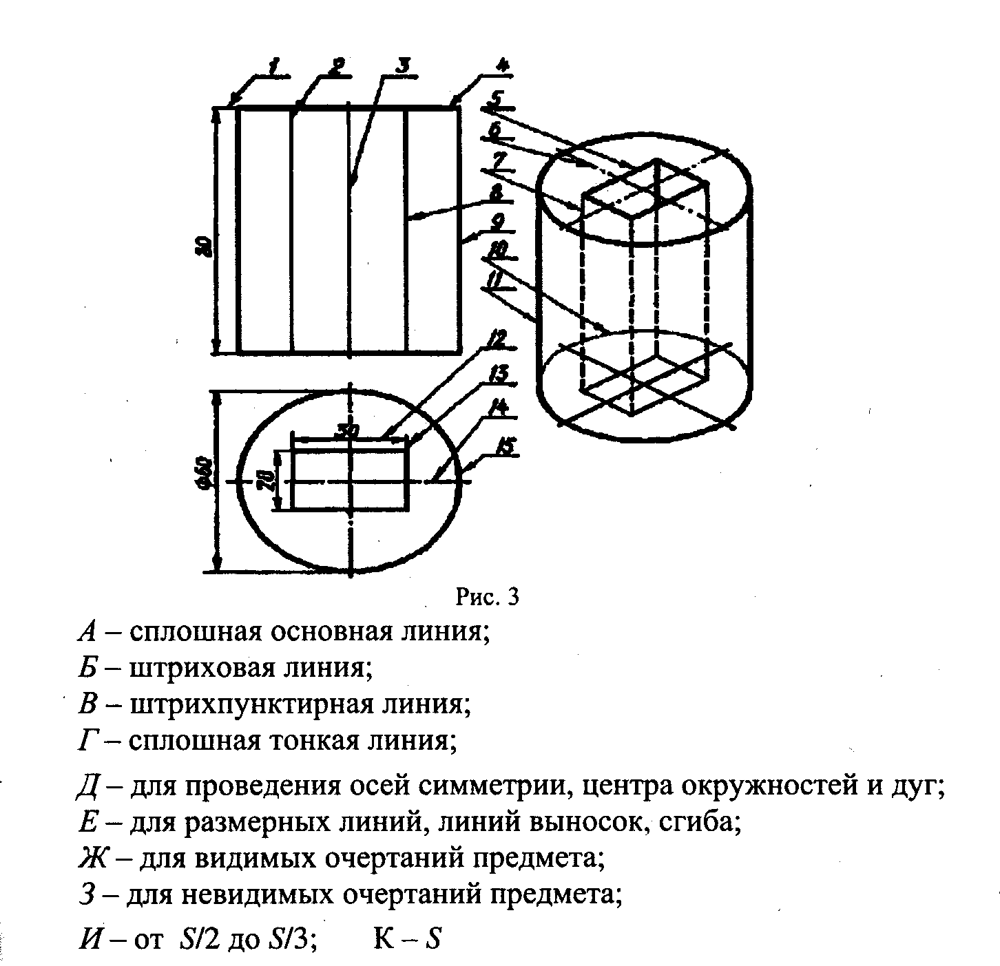 1 2 3 4
5
6
7
8
9
10
11
80
12
13
14
15
30
20
ф60
Рис. 3
А – сплошная основная линия;
Б – штриховая линия;
В – штрихпунктирная линия;
Г – сплошная тонкая линия;
Д – для проведения осей симметрии, центра окружностей и дуг;
Е – для размерных линий, линий выносок, сгиба;
Ж – для видимых очертаний предмета;
З – для невидимых очертаний предмета;
И – от S/2 до S/3; К – S